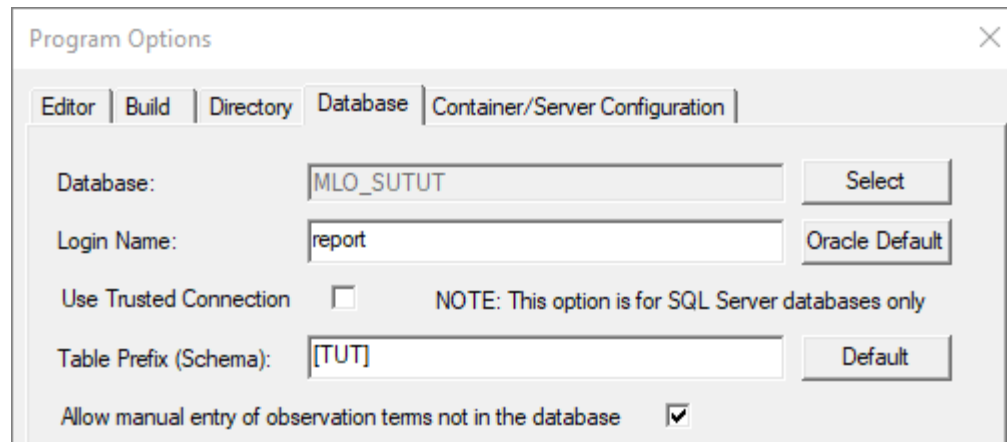 Program Options
Editor Build Directory Database Container/Server Configuration
Database: MLO_SUTUT Select
Login Name: report Oracle Default
Use Trusted Connection NOTE: This option is for SQL Server databases only
Table Prefix (Schema): [TUT] Default
Allow manual entry of observation terms not in the database